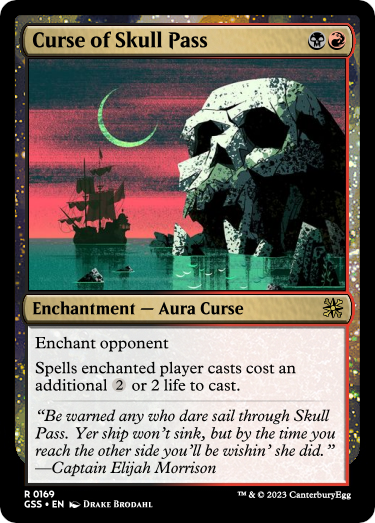 Curse of Skull Pass
Enchantment — Aura Curse
Enchant opponent
Spells enchanted player casts cost an
additional 2 or 2 life to cast.
“Be warned any who dare sail through Skull
Pass. Yer ship won’t sink, but by the time you
reach the other side you’ll be wishin’ she did.”
—Captain Elijah Morrison
R 0169
GSS • EN Drake Brodahl
™ & © 2023 CanterburyEgg